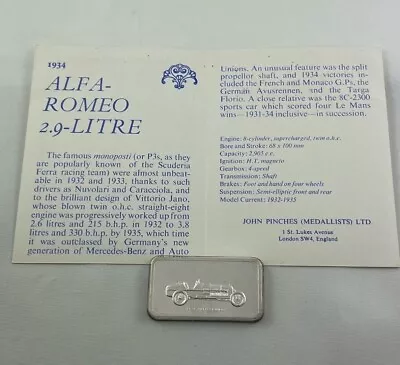 1934
ALFA-
ROMEO
2.9-LITRE
The famous monoposti (or P3s, as they
are popularly known of the Scuderia
Ferra racing team) were almost unbeat-
able in 1932 and 1933, thanks to such
drivers as Nuvolari and Caracciola, and
to the brilliant design of Vittorio Jano,
whose blown twin o.h.c. straight-eight
engine was progressively worked up from
2.6 litres and 215 b.h.p. in 1932 to 3.8
litres and 330 b.h.p. by 1935, which time
it was outclassed by Germany's new
generation of Mercedes-Benz and Auto
Unions. An unusual feature was the split
propellor shaft, and 1934 victories in-
cluded the French and Monaco G.Ps, the
German Avusrennen, and the Targa
Florio. A close relative was the 8C-2300
sports car which scored four Le Mans
wins—1931-34 inclusive—in succession.
Engine: 8-cylinder, supercharged, twin o.h.c.
Bore and Stroke: 68 x 100 mm
Capacity: 2,905 c.c.
Ignition: H.T. magneto
Gearbox: 4-speed
Transmission: Shaft
Brakes: Foot and hand on four wheels
Suspension: Semi-elliptic front and rear
Model Current: 1932-1935
JOHN PINCHES (MEDALLISTS) LTD.
1 St. Lukes Avenue
London SW4, England